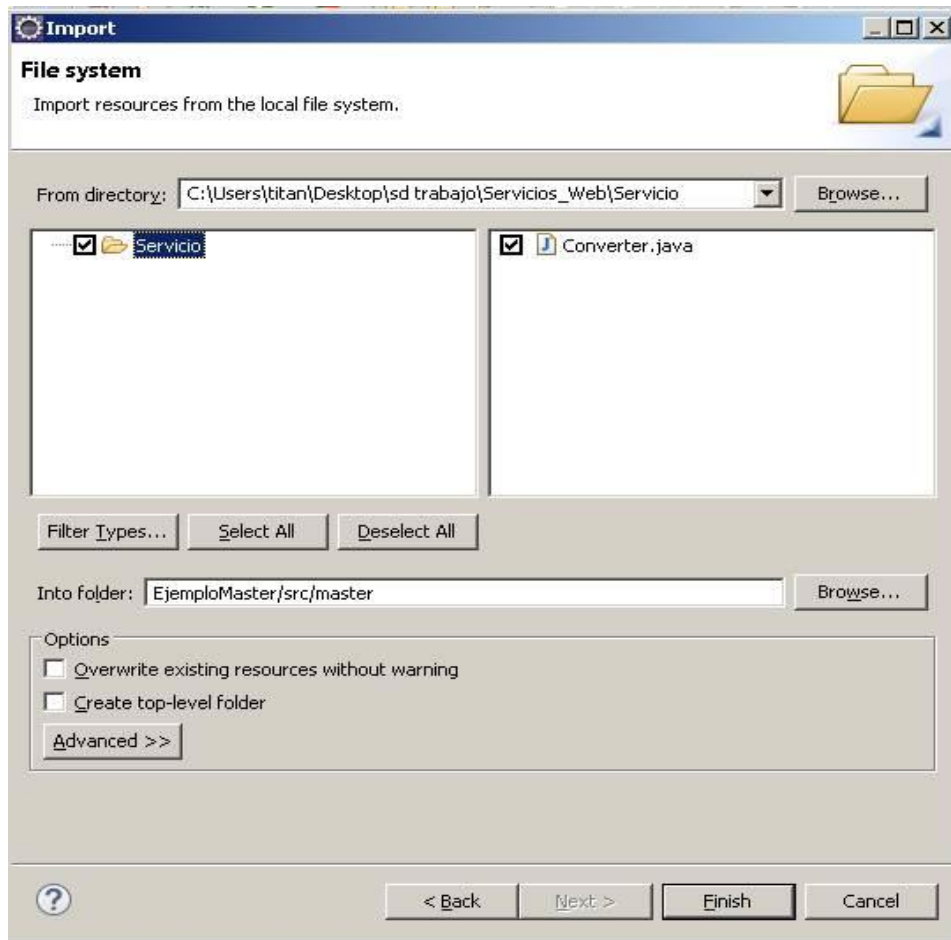 Import
File system
Import resources from the local file system.
From directory: C:\Users\titan\Desktop\sd trabajo\Servicios_Web\Servicio Browse...
Servicio
Converter.java
Filter Types... Select All Deselect All
Into folder: EjemploMaster/src/master Browse...
Options
Overwrite existing resources without warning
Create top-level folder
Advanced >>
? < Back Next > Finish Cancel